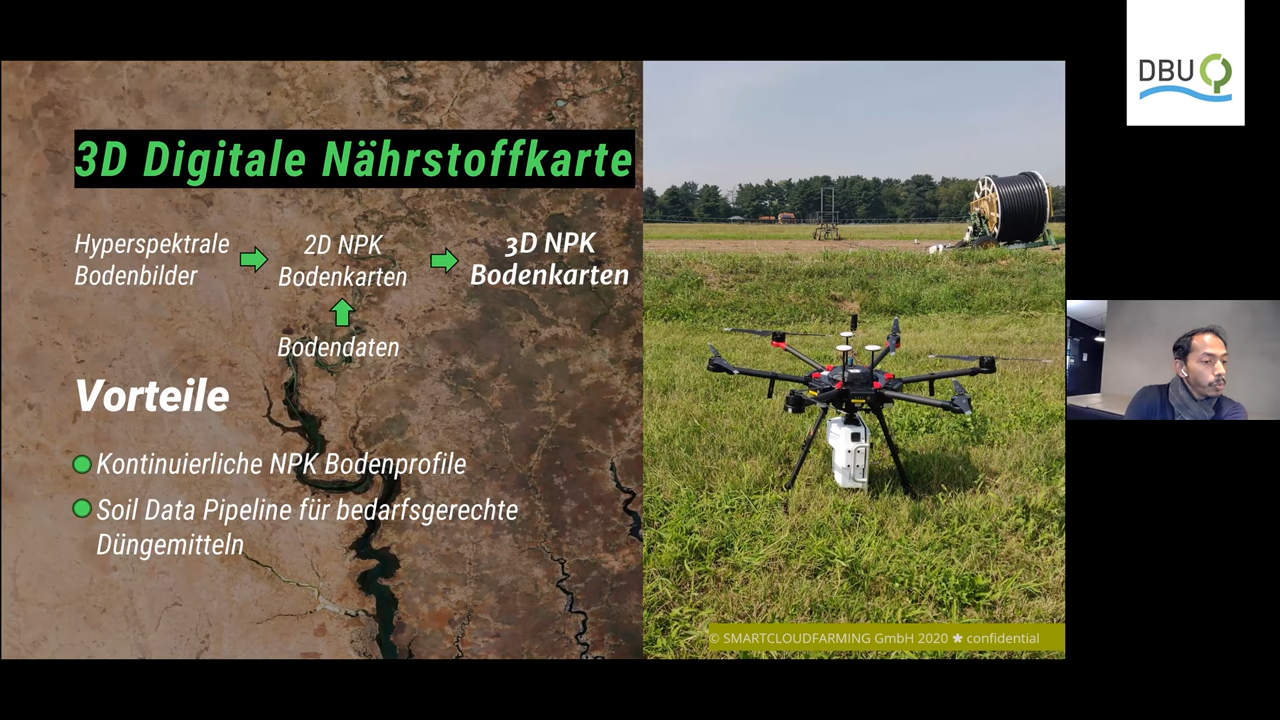 DBU
3D Digitale Nährstoffkarte
Hyperspektrale
Bodenbilder
2D NPK
Bodenkarten
3D NPK
Bodenkarten
Bodendaten
Vorteile
Kontinuierliche NPK Bodenprofile
Soil Data Pipeline für bedarfsgerechte
Düngemitteln
© SMARTCLOUDFARMING GmbH 2020 * confidential